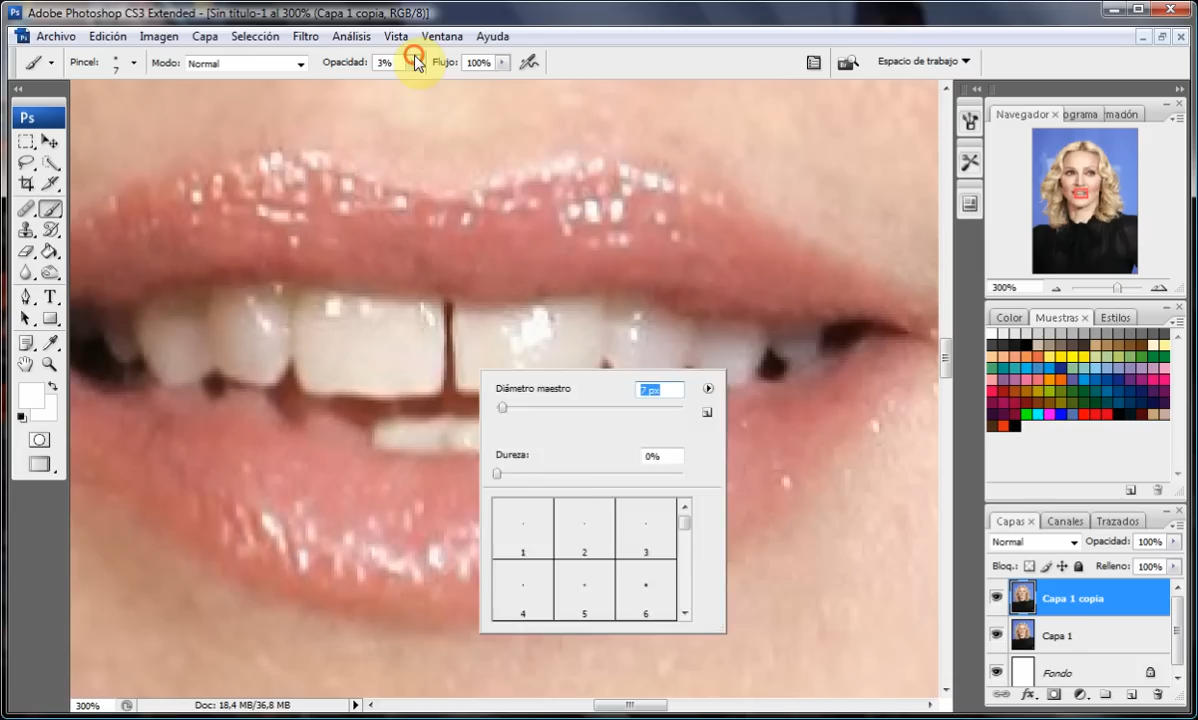 Adobe Photoshop CS3 Extended - [Sin título-1 al 300% (Capa 1 copia, RGB/8)]
Archivo Edición Imagen Capa Selección Filtro Análisis Vista Ventana Ayuda
Pincel: 7 Modo: Normal Opacidad: 3% Flujo: 100% Espacio de trabajo
Ps
Navegador ograma mación
300%
Color Muestras Estilos
Diámetro maestro 7 px
Dureza: 0%
1 2 3
4 5 6
Capas Canales Trazados
Normal Opacidad: 100%
Bloq.: Relleno: 100%
Capa 1 copia
Capa 1
Fondo
300% Doc: 18,4 MB/36,8 MB